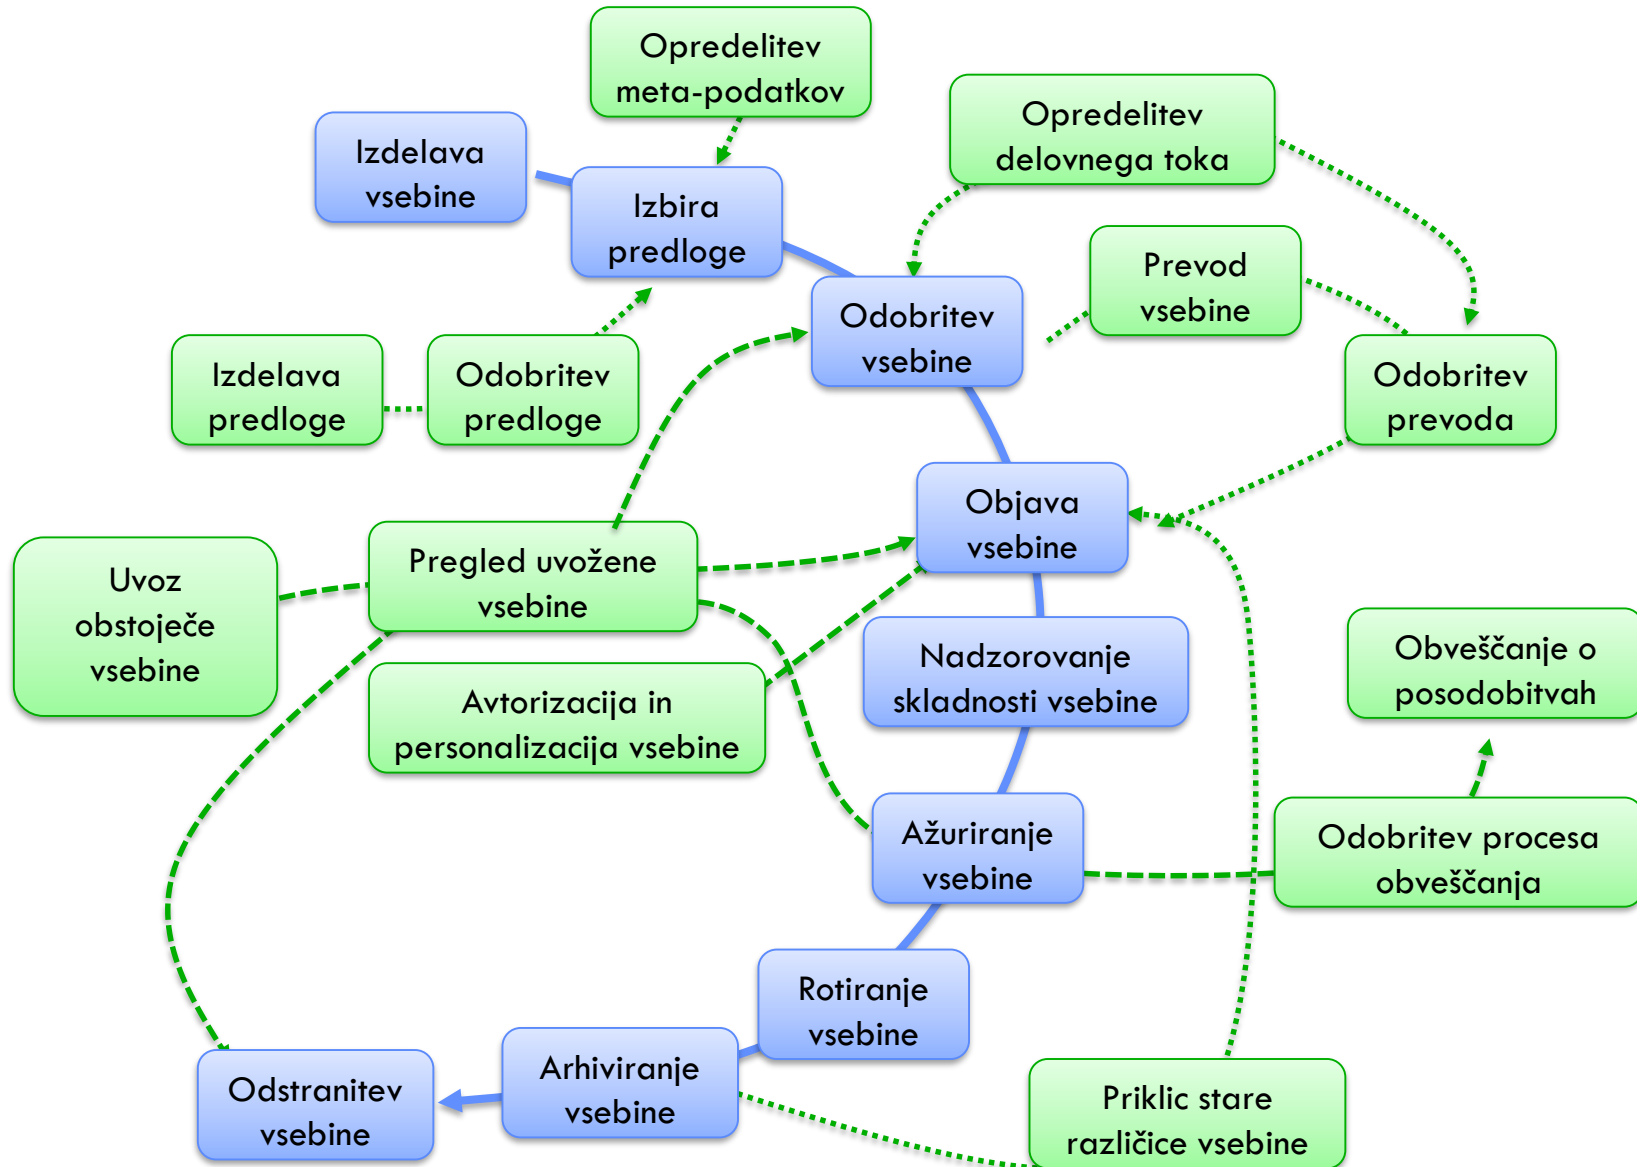 Opredelitev
meta-podatkov
Opredelitev
delovnega toka
Izdelava
vsebine
Izbira
predloge
Prevod
vsebine
Odobritev
vsebine
Izdelava
predloge
Odobritev
predloge
Odobritev
prevoda
Objava
vsebine
Pregled uvožene
vsebine
Uvoz
obstoječe
vsebine
Nadzorovanje
skladnosti vsebine
Obveščanje o
posodobitvah
Avtorizacija in
personalizacija vsebine
Ažuriranje
vsebine
Odobritev procesa
obveščanja
Rotiranje
vsebine
Arhiviranje
vsebine
Odstranitev
vsebine
Priklic stare
različice vsebine